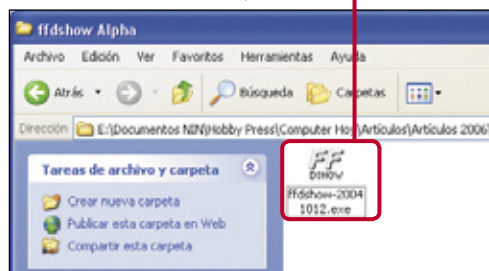 ffdshow Alpha
Archivo Edición Ver Favoritos Herramientas Ayuda
Atrás Búsqueda Carpetas
Dirección E:\Documentos NIN\Hobby Press\Computer Hoy\Artículos\Artículos 2006\
Tareas de archivo y carpeta
Crear nueva carpeta
Publicar esta carpeta en Web
Compartir esta carpeta
FF
DSHOW
ffdshow-2004
1012.exe